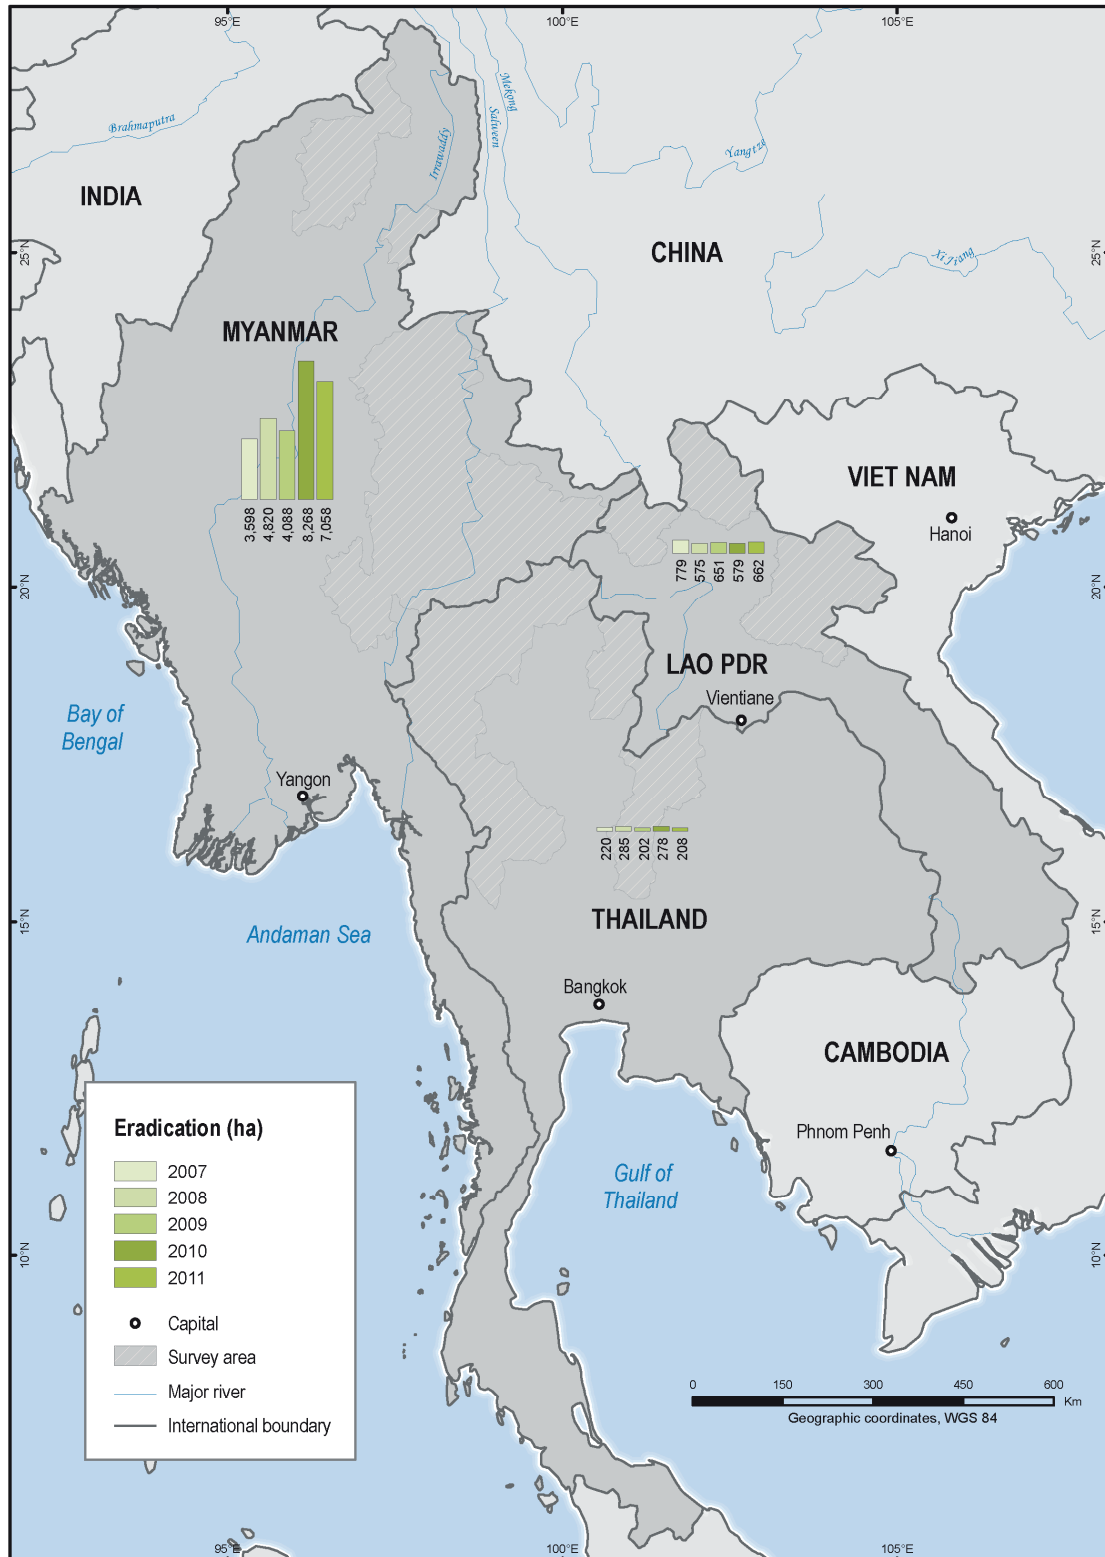 95°E
100°E
105°E
Brahmaputra
Irrawaddy
Salween
Mekong
Yangtze
INDIA
CHINA
25°N
25°N
Xi Jiang
MYANMAR
3,598
4,820
4,088
8,268
7,058
VIET NAM
Hanoi
779
575
651
579
662
20°N
20°N
LAO PDR
Vientiane
Bay of
Bengal
Yangon
220
285
202
278
208
THAILAND
15°N
15°N
Andaman Sea
Bangkok
CAMBODIA
Phnom Penh
Gulf of
Thailand
10°N
10°N
Eradication (ha)
2007
2008
2009
2010
2011
Capital
Survey area
Major river
International boundary
0 150 300 450 600
Km
Geographic coordinates, WGS 84
95°E
100°E
105°E